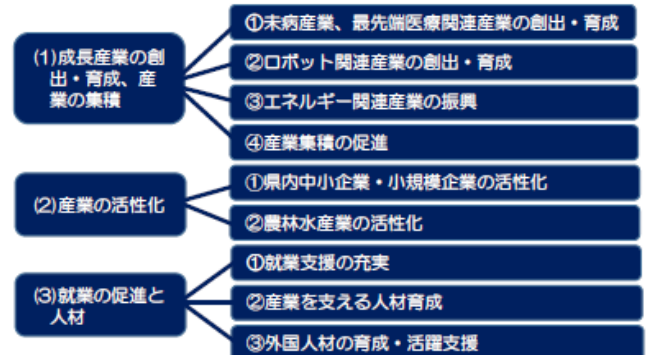 (1)成長産業の創
出・育成、産
業の集積
①未病産業、最先端医療関連産業の創出・育成
②ロボット関連産業の創出・育成
③エネルギー関連産業の振興
④産業集積の促進
(2)産業の活性化
①県内中小企業・小規模企業の活性化
②農林水産業の活性化
(3)就業の促進と
人材
①就業支援の充実
②産業を支える人材育成
③外国人材の育成・活躍支援